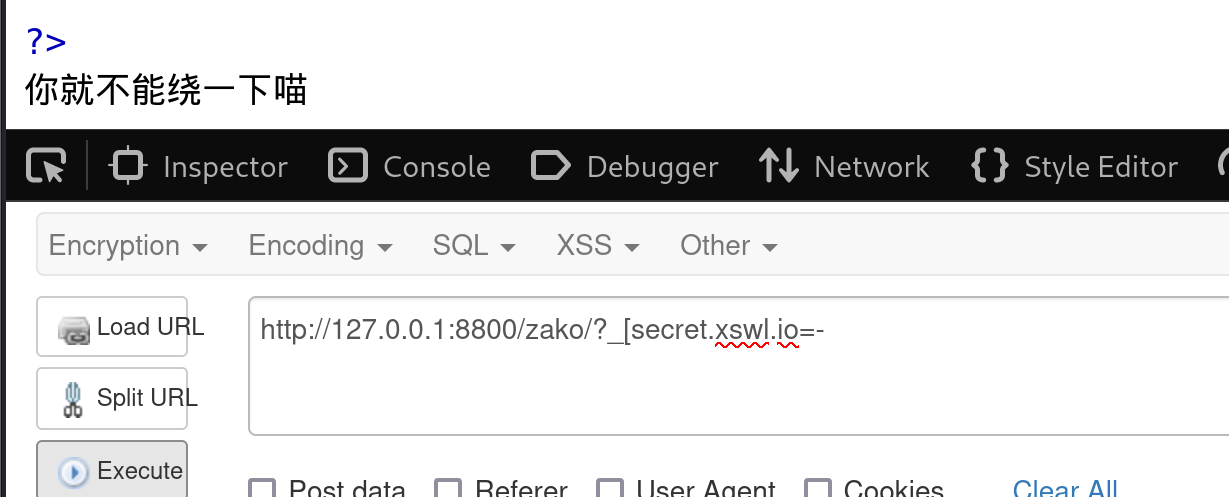 ?>
你就不能绕一下喵
Inspector Console Debugger Network Style Editor
Encryption Encoding SQL XSS Other
Load URL
http://127.0.0.1:8800/zako/?_[secret.xswl.io=-
Split URL
Execute
Post data Referer User Agent Cookies Clear All